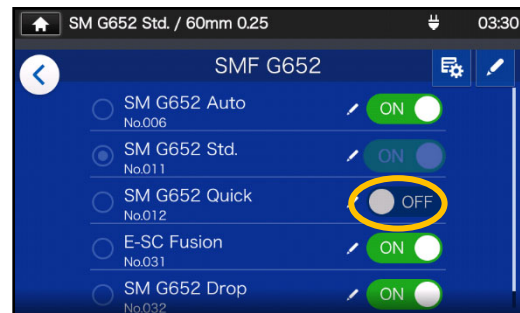 SM G652 Std. / 60mm 0.25 03:30
SMF G652
SM G652 Auto ON
No.006
SM G652 Std. ON
No.011
SM G652 Quick OFF
No.012
E-SC Fusion ON
No.031
SM G652 Drop ON
No.032